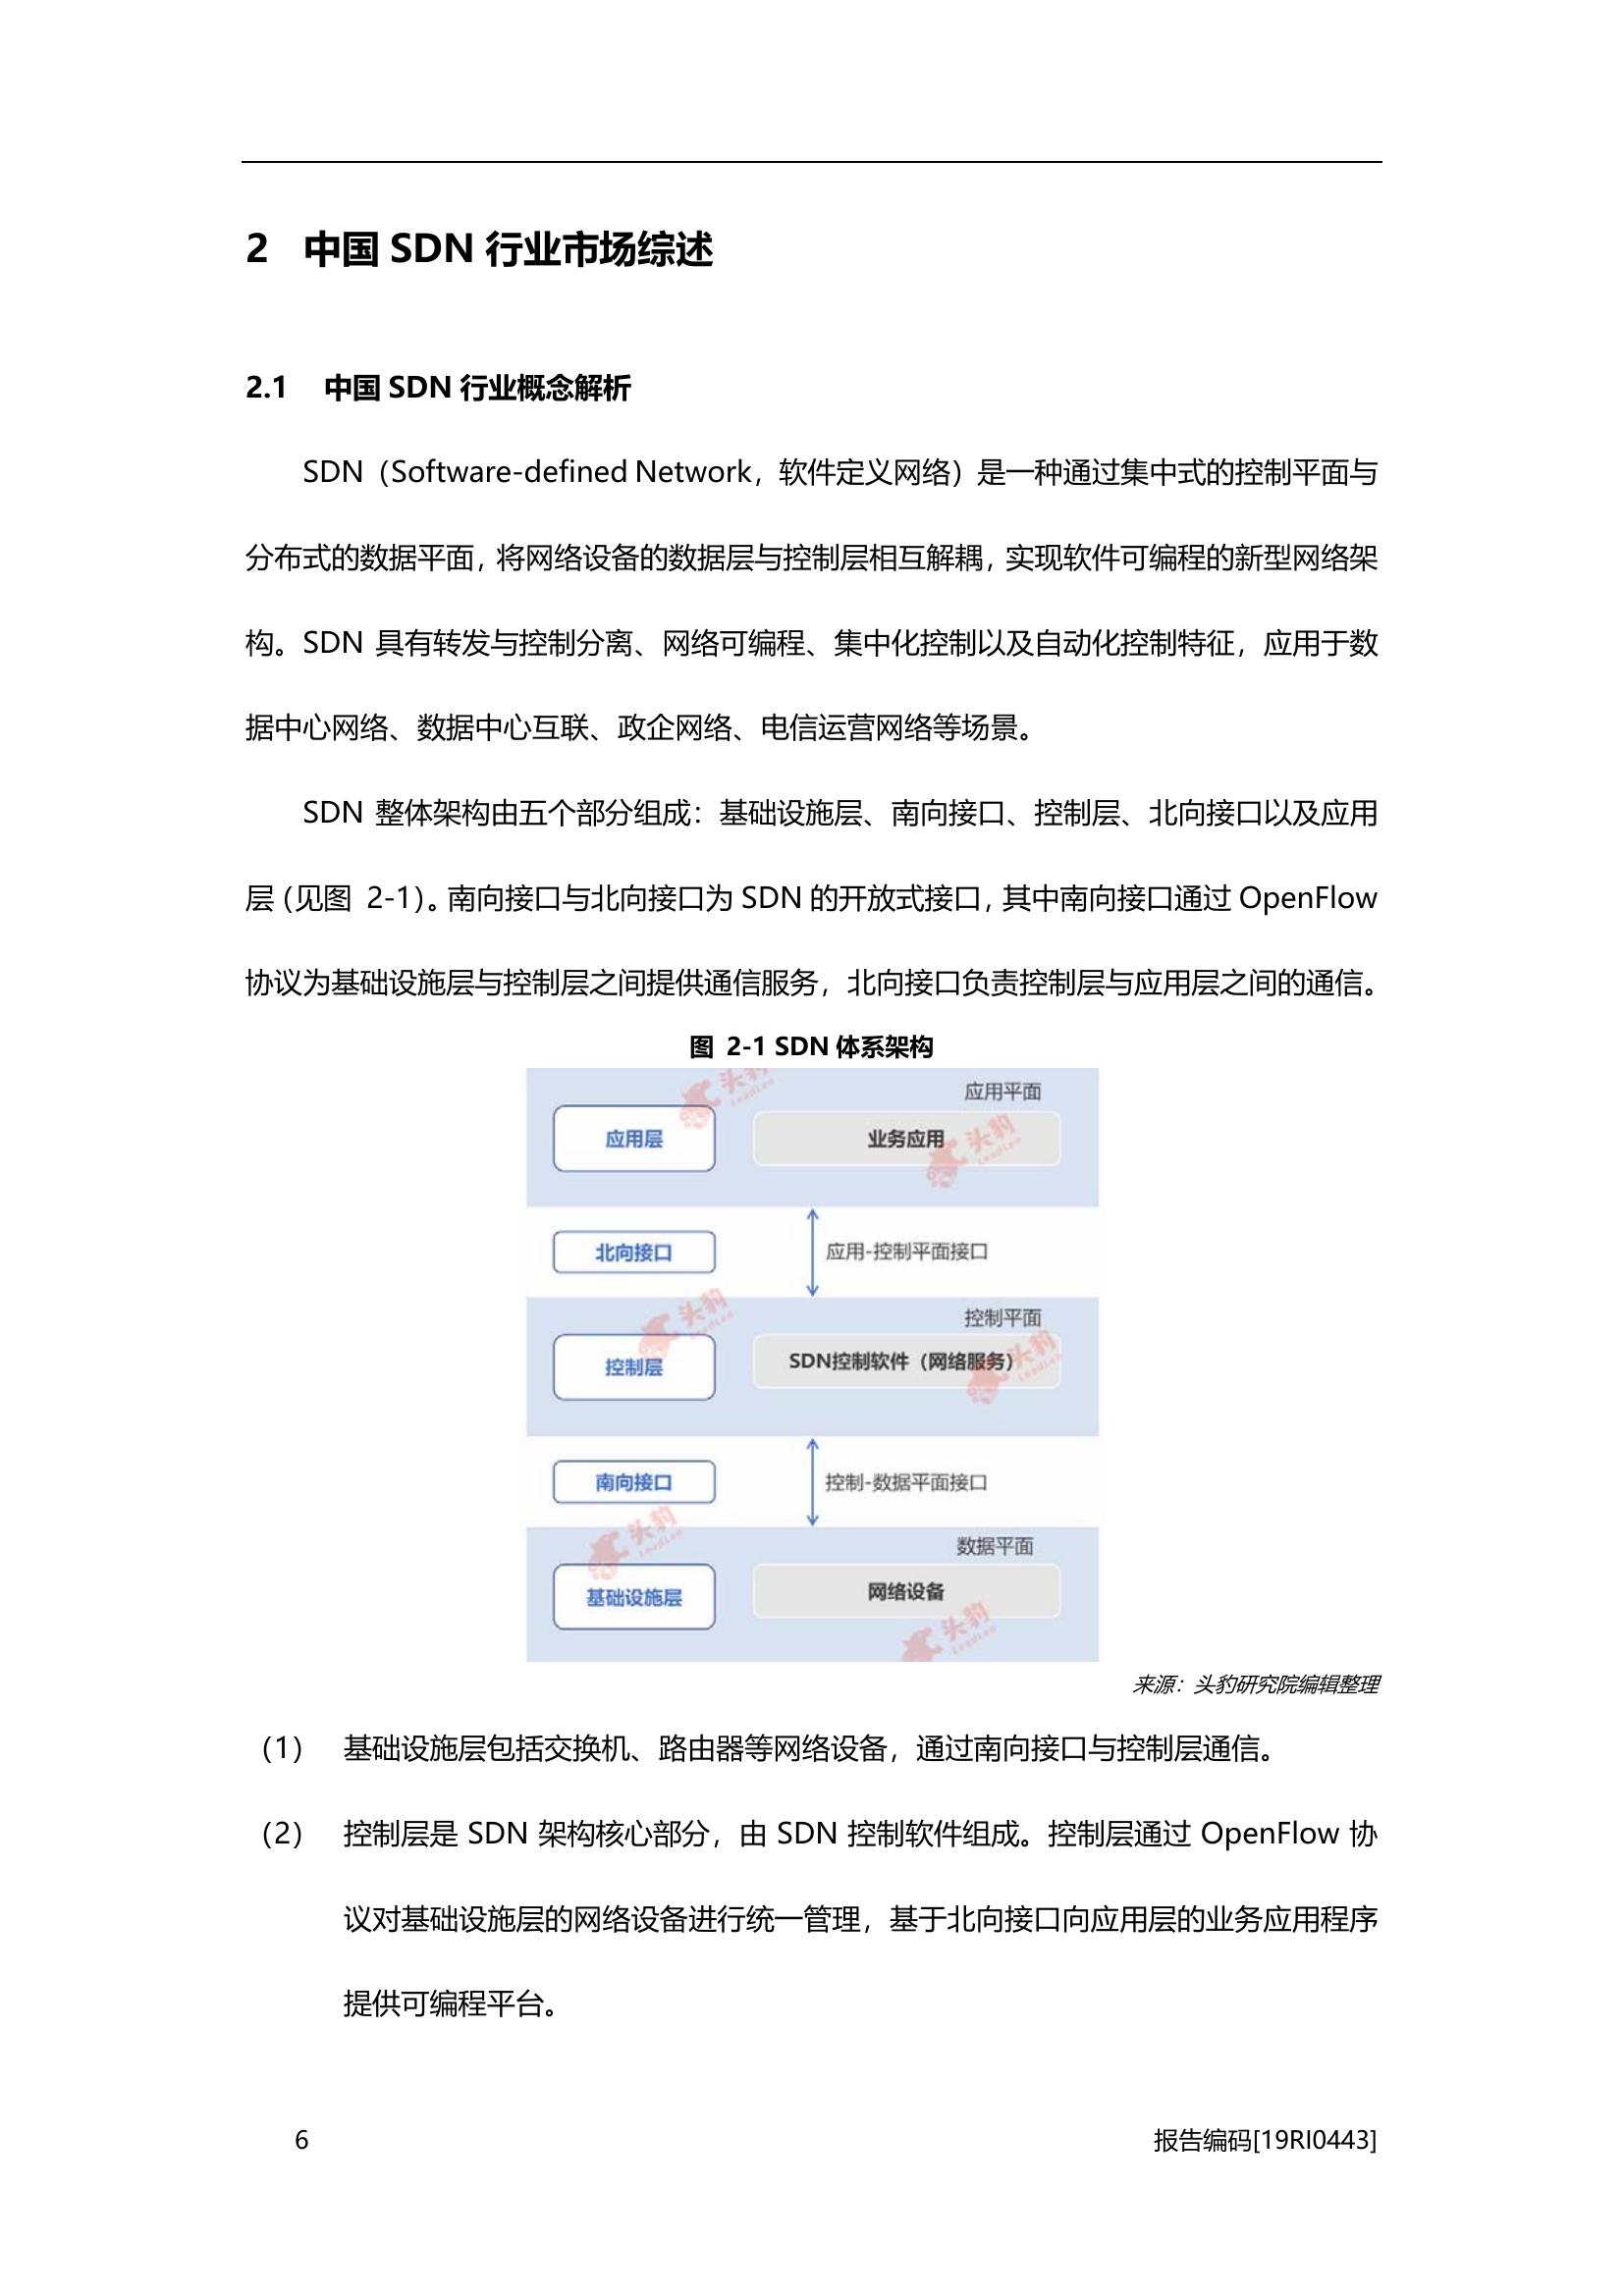 2 中国 SDN 行业市场综述
2.1 中国 SDN 行业概念解析
SDN（Software-defined Network，软件定义网络）是一种通过集中式的控制平面与
分布式的数据平面，将网络设备的数据层与控制层相互解耦，实现软件可编程的新型网络架
构。SDN 具有转发与控制分离、网络可编程、集中化控制以及自动化控制特征，应用于数
据中心网络、数据中心互联、政企网络、电信运营网络等场景。
SDN 整体架构由五个部分组成：基础设施层、南向接口、控制层、北向接口以及应用
层（见图 2-1）。南向接口与北向接口为 SDN 的开放式接口，其中南向接口通过 OpenFlow
协议为基础设施层与控制层之间提供通信服务，北向接口负责控制层与应用层之间的通信。
图 2-1 SDN 体系架构
应用平面
应用层 业务应用
北向接口 应用-控制平面接口
控制平面
控制层 SDN控制软件（网络服务）
南向接口 控制-数据平面接口
数据平面
基础设施层 网络设备
头豹 LeadLeo
头豹 LeadLeo
头豹 LeadLeo
头豹 LeadLeo
头豹 LeadLeo
头豹 LeadLeo
来源：头豹研究院编辑整理
（1） 基础设施层包括交换机、路由器等网络设备，通过南向接口与控制层通信。
（2） 控制层是 SDN 架构核心部分，由 SDN 控制软件组成。控制层通过 OpenFlow 协
议对基础设施层的网络设备进行统一管理，基于北向接口向应用层的业务应用程序
提供可编程平台。
6 报告编码[19RI0443]